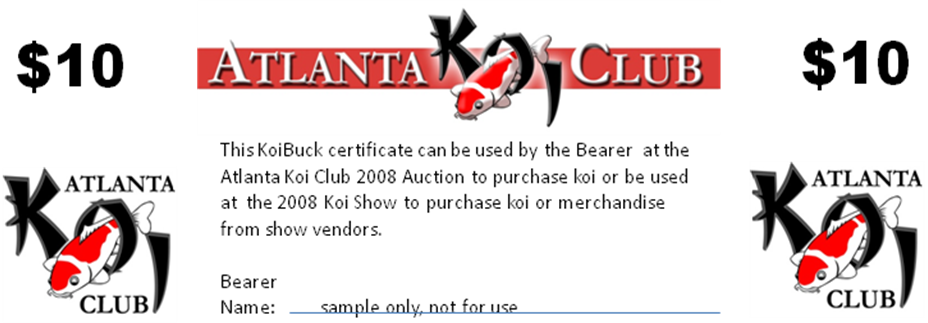 $10
ATLANTA KOI CLUB
$10
This KoiBuck certificate can be used by the Bearer at the
Atlanta Koi Club 2008 Auction to purchase koi or be used
at the 2008 Koi Show to purchase koi or merchandise
from show vendors.
Bearer
Name: sample only, not for use
ATLANTA
KOI
CLUB
ATLANTA
KOI
CLUB